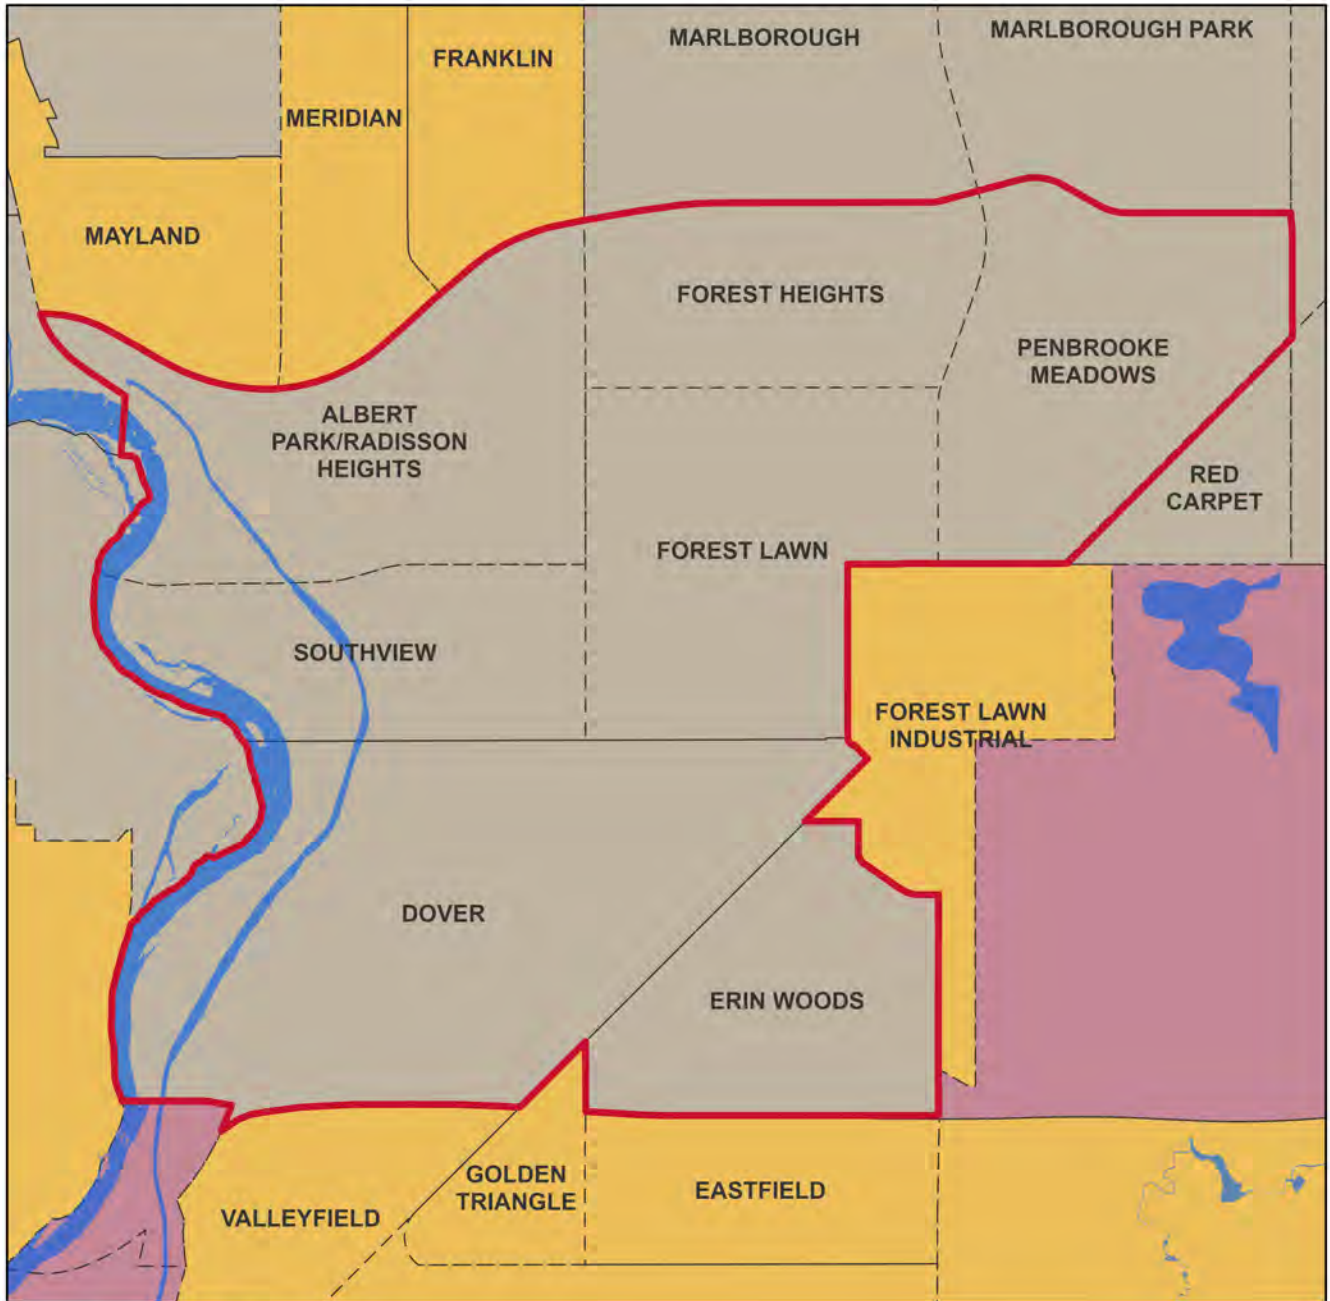 MARLBOROUGH
MARLBOROUGH PARK
FRANKLIN
MERIDIAN
MAYLAND
FOREST HEIGHTS
PENBROOKE
MEADOWS
ALBERT
PARK/RADISSON
HEIGHTS
RED
CARPET
FOREST LAWN
SOUTHVIEW
FOREST LAWN
INDUSTRIAL
DOVER
ERIN WOODS
GOLDEN
TRIANGLE
EASTFIELD
VALLEYFIELD